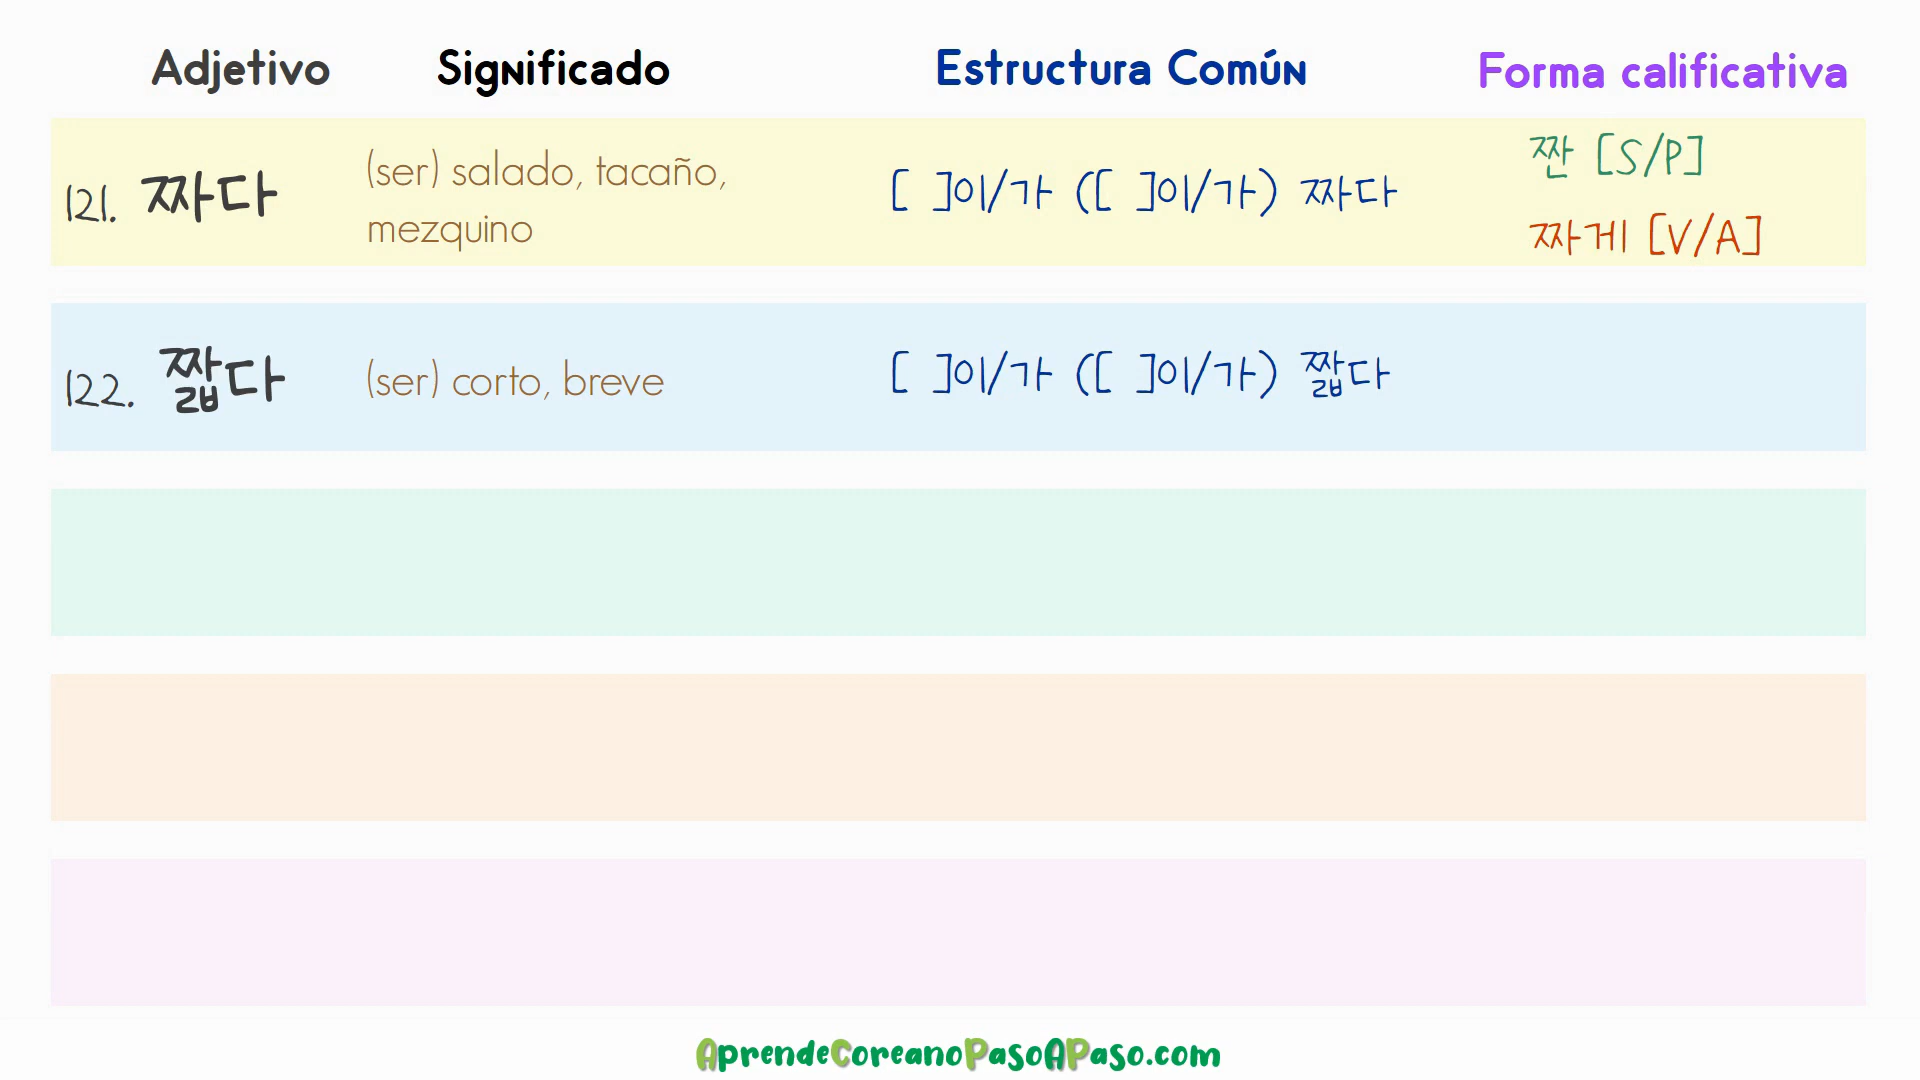 Adjetivo Significado Estructura Común Forma calificativa
121. 짜다
(ser) salado, tacaño,
mezquino
[ ]이/가 ([ ]이/가) 짜다
짠 [S/P]
짜게 [V/A]
122. 짧다
(ser) corto, breve
[ ]이/가 ([ ]이/가) 짧다
AprendeCoreanoPasoAPaso.com